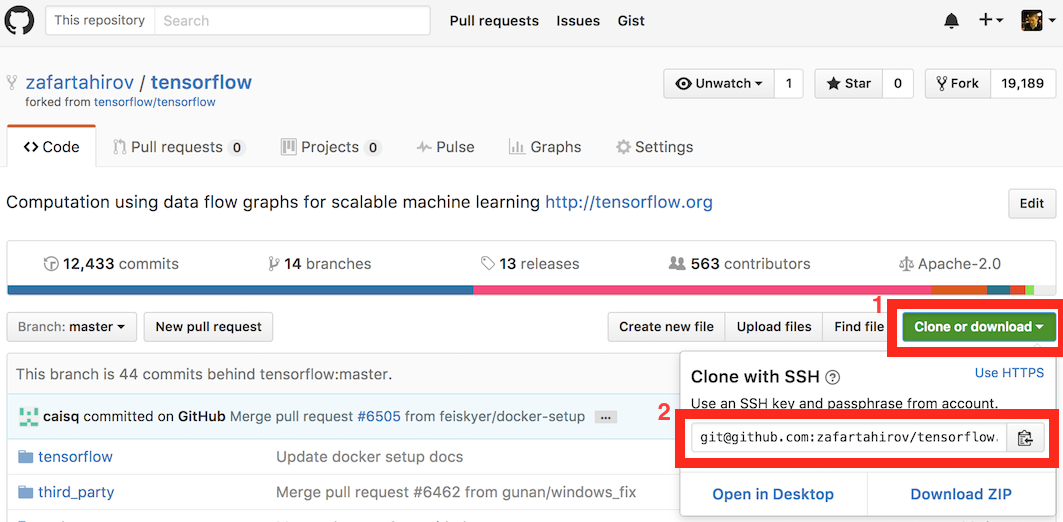 This repository Search Pull requests Issues Gist
zafartahirov / tensorflow Unwatch 1 Star 0 Fork 19,189
forked from tensorflow/tensorflow
Code Pull requests 0 Projects 0 Pulse Graphs Settings
Computation using data flow graphs for scalable machine learning http://tensorflow.org Edit
12,433 commits 14 branches 13 releases 563 contributors Apache-2.0
1
Branch: master New pull request Create new file Upload files Find file Clone or download
This branch is 44 commits behind tensorflow:master.
Clone with SSH ? Use HTTPS
Use an SSH key and passphrase from account.
caisq committed on GitHub Merge pull request #6505 from feiskyer/docker-setup ...
2
git@github.com:zafartahirov/tensorflow.
tensorflow Update docker setup docs
third_party Merge pull request #6462 from gunan/windows_fix
Open in Desktop Download ZIP